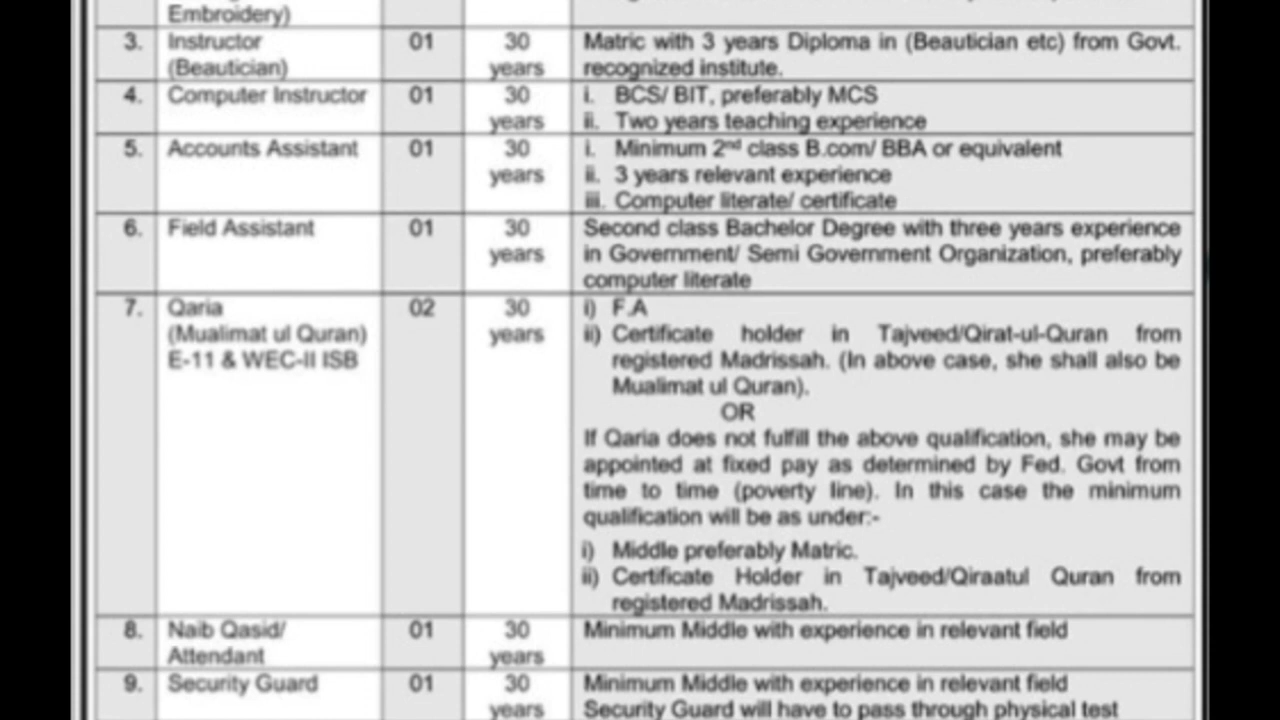 Embroidery)
3. Instructor (Beautician) 01 30 years Matric with 3 years Diploma in (Beautician etc) from Govt. recognized institute.
4. Computer Instructor 01 30 years i. BCS/ BIT, preferably MCS
ii. Two years teaching experience
5. Accounts Assistant 01 30 years i. Minimum 2nd class B.com/ BBA or equivalent
ii. 3 years relevant experience
iii. Computer literate/ certificate
6. Field Assistant 01 30 years Second class Bachelor Degree with three years experience
in Government/ Semi Government Organization, preferably
computer literate
7. Qaria (Mualimat ul Quran) E-11 & WEC-II ISB 02 30 years i) F.A
ii) Certificate holder in Tajveed/Qirat-ul-Quran from
registered Madrissah. (In above case, she shall also be
Mualimat ul Quran).
OR
If Qaria does not fulfill the above qualification, she may be
appointed at fixed pay as determined by Fed. Govt from
time to time (poverty line). In this case the minimum
qualification will be as under:-
i) Middle preferably Matric.
ii) Certificate Holder in Tajveed/Qiraatul Quran from
registered Madrissah.
8. Naib Qasid/ Attendant 01 30 years Minimum Middle with experience in relevant field
9. Security Guard 01 30 years Minimum Middle with experience in relevant field
Security Guard will have to pass through physical test